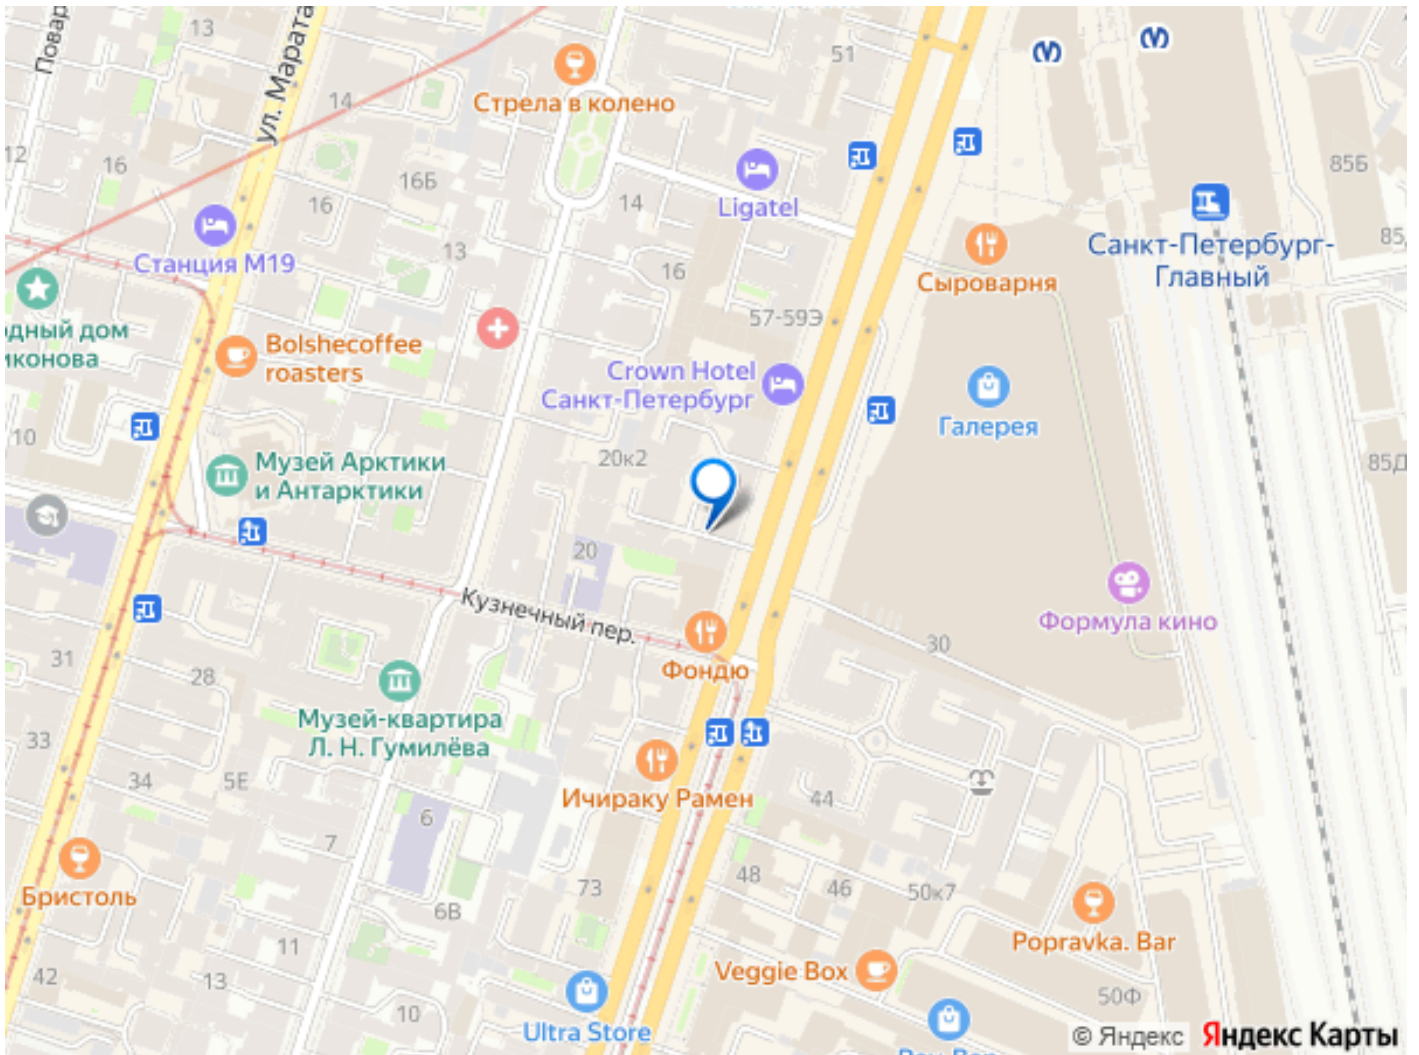 Повар
ул. Марата
13
51
14
Стрела в колено
12
16
16Б
16
14
Ligatel
85Б
Станция М19
13
16
Сыроварня
Санкт-Петербург-
Главный
85
одный дом
иконова
Bolshecoffee
roasters
57-59Э
Crown Hotel
Санкт-Петербург
Галерея
10
Музей Арктики
и Антарктики
20к2
85Д
20
Кузнечный пер.
Формула кино
30
Фондю
31
28
Музей-квартира
Л. Н. Гумилёва
33
34
5Е
Ичираку Рамен
44
6
7
Бристоль
73
48
46
50к7
6В
Popravka. Bar
11
42
13
Veggie Box
50Ф
10
Ultra Store
© Яндекс
Яндекс Карты